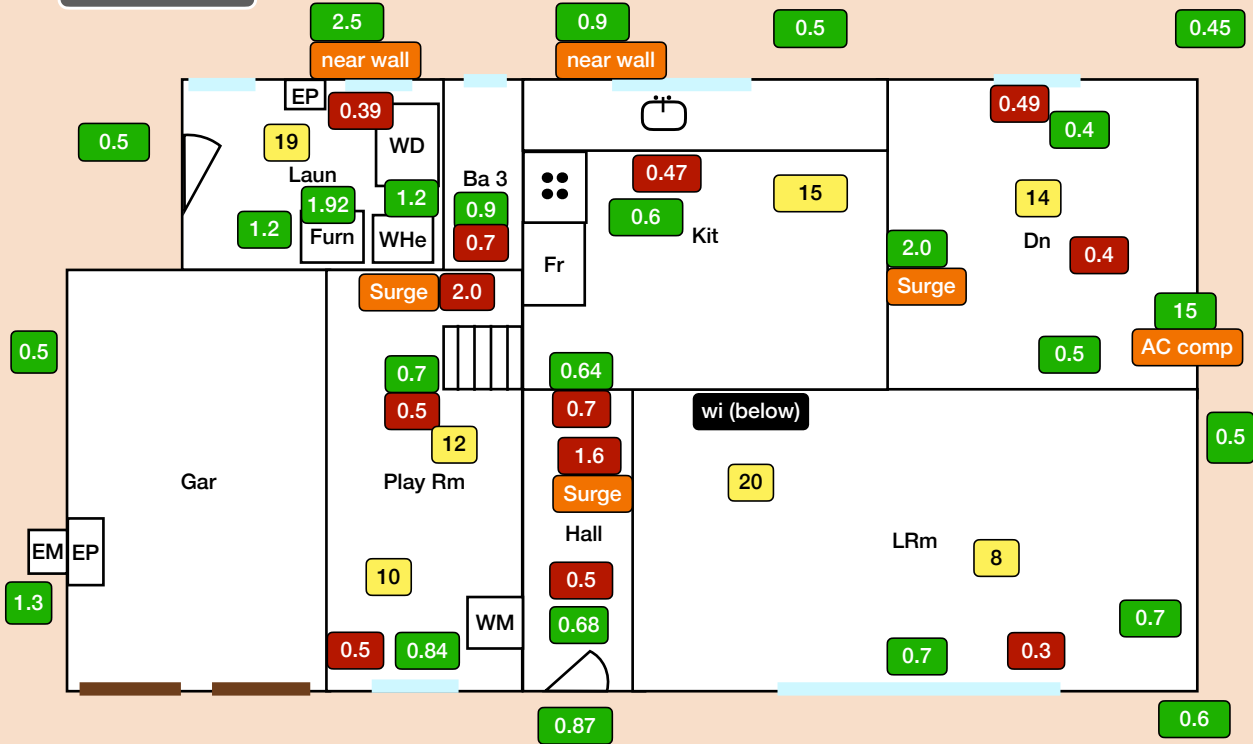 2.5
near wall
0.9
near wall
0.5
0.45
EP
0.39
0.49
0.5
19
WD
0.4
Laun
Ba 3
0.47
15
14
1.92
1.2
0.9
0.6
1.2
Furn
WHe
0.7
Kit
2.0
Surge
Dn
0.4
Fr
Surge
2.0
15
AC comp
0.5
0.7
0.64
0.5
0.5
0.7
wi (below)
0.5
12
1.6
Surge
20
Gar
Play Rm
Hall
LRm
8
EM
EP
10
0.5
1.3
WM
0.68
0.7
0.5
0.84
0.7
0.3
0.87
0.6